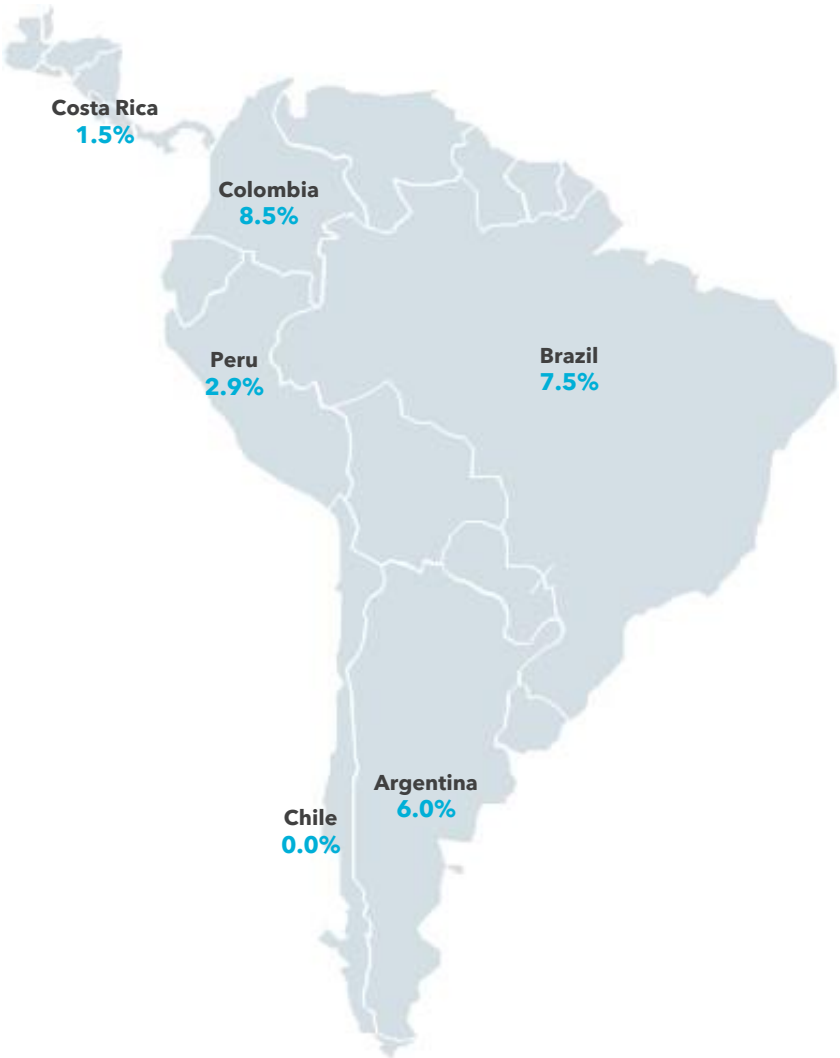 Costa Rica
1.5%
Colombia
8.5%
Peru
2.9%
Brazil
7.5%
Argentina
6.0%
Chile
0.0%